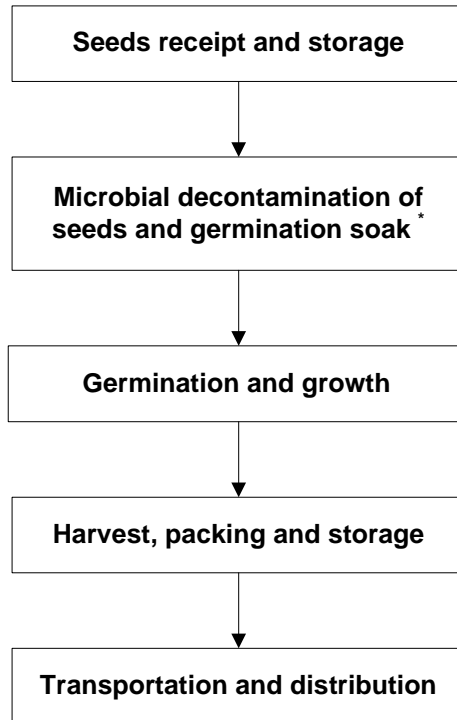 Seeds receipt and storage
Microbial decontamination of
seeds and germination soak *
Germination and growth
Harvest, packing and storage
Transportation and distribution